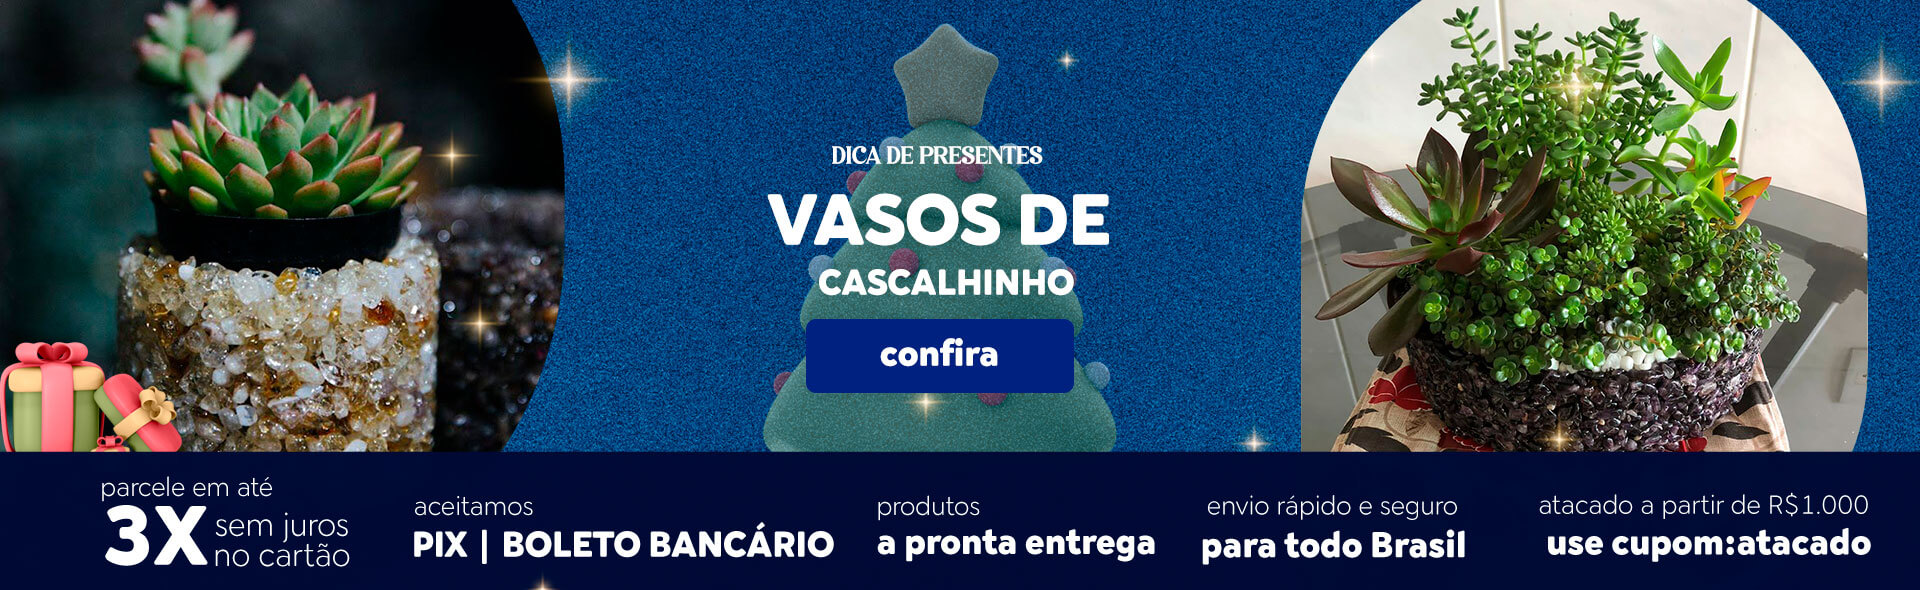 DICA DE PRESENTES
VASOS DE
CASCALHINHO
confira
parcele em até
3X sem juros
no cartão
aceitamos
PIX | BOLETO BANCÁRIO
produtos
a pronta entrega
envio rápido e seguro
para todo Brasil
atacado a partir de R$1.000
use cupom:atacado